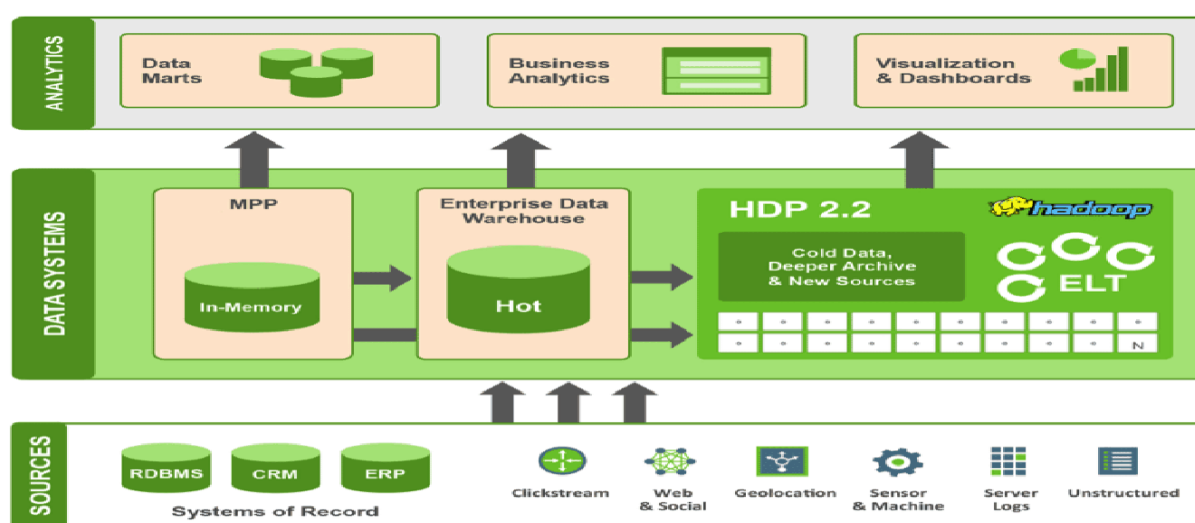 ANALYTICS
Data
Marts
Business
Analytics
Visualization
& Dashboards
DATA SYSTEMS
MPP
In-Memory
Enterprise Data
Warehouse
Hot
HDP 2.2
hadoop
Cold Data,
Deeper Archive
& New Sources
ELT
N
SOURCES
RDBMS
CRM
ERP
Systems of Record
Clickstream
Web
& Social
Geolocation
Sensor
& Machine
Server
Logs
Unstructured